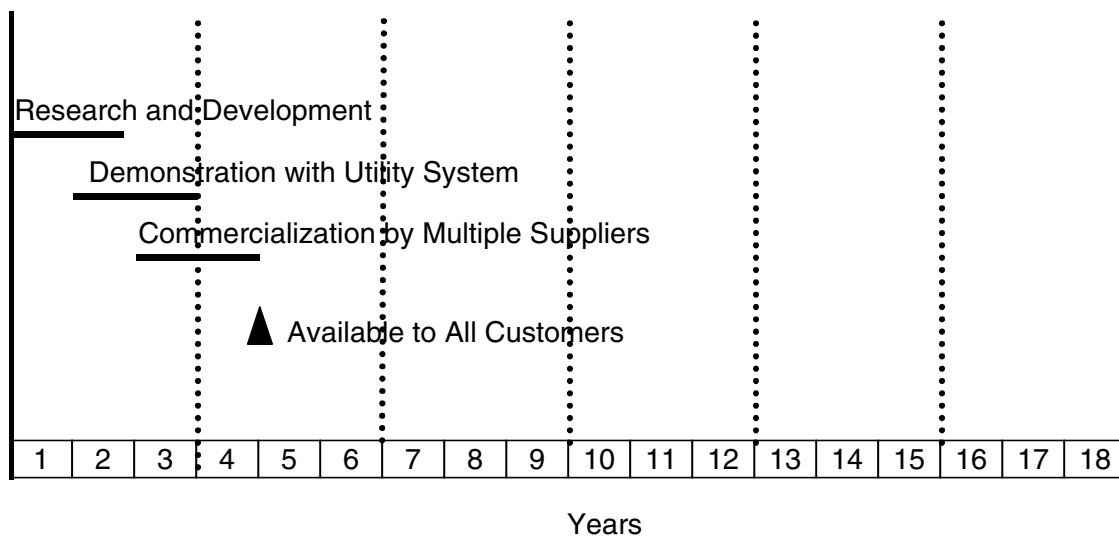 Research and Development
Demonstration with Utility System
Commercialization by Multiple Suppliers
Available to All Customers
1 2 3 4 5 6 7 8 9 10 11 12 13 14 15 16 17 18
Years